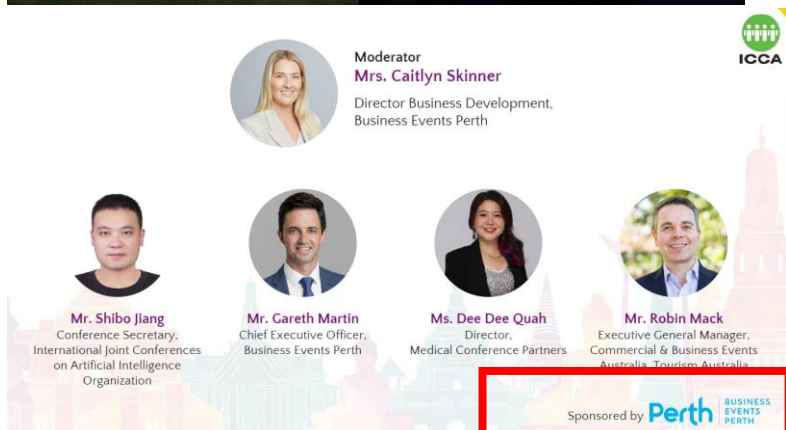 ICCA
Moderator
Mrs. Caitlyn Skinner
Director Business Development,
Business Events Perth
Mr. Shibo Jiang
Conference Secretary,
International Joint Conferences
on Artificial Intelligence
Organization
Mr. Gareth Martin
Chief Executive Officer,
Business Events Perth
Ms. Dee Dee Quah
Director,
Medical Conference Partners
Mr. Robin Mack
Executive General Manager,
Commercial & Business Events
Australia, Tourism Australia
Sponsored by Perth BUSINESS
EVENTS
PERTH